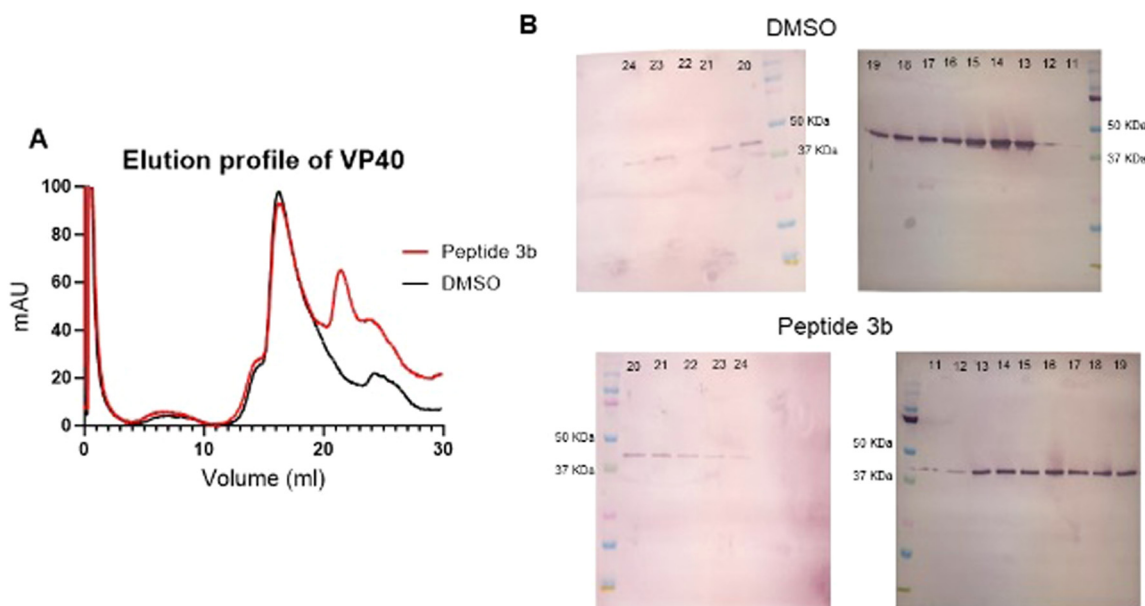 A
Elution profile of VP40
100
80
60
40
20
0
mAU
0 10 20 30
Volume (ml)
Peptide 3b
DMSO
B
DMSO
24 23 22 21 20
50 KDa
37 KDa
19 18 17 16 15 14 13 12 11
50 KDa
37 KDa
Peptide 3b
20 21 22 23 24
50 KDa
37 KDa
11 12 13 14 15 16 17 18 19
50 KDa
37 KDa